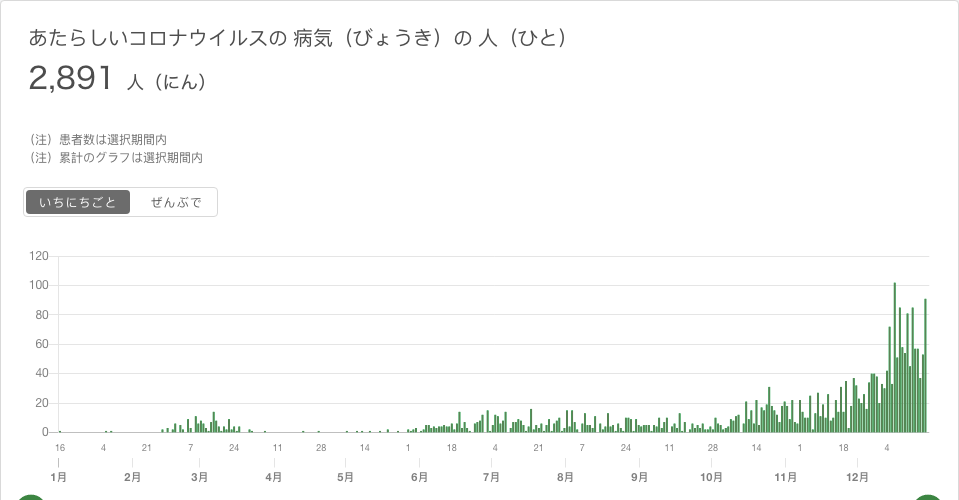 あたらしいコロナウイルスの 病気（びょうき）の 人（ひと）
2,891 人（にん）
（注）患者数は選択期間内
（注）累計のグラフは選択期間内
いちにちごと ぜんぶで
120
100
80
60
40
20
0
16 4 21 7 24 11 28 14 1 18 4 21 7 24 11 28 14 1 18 4
1月 2月 3月 4月 5月 6月 7月 8月 9月 10月 11月 12月